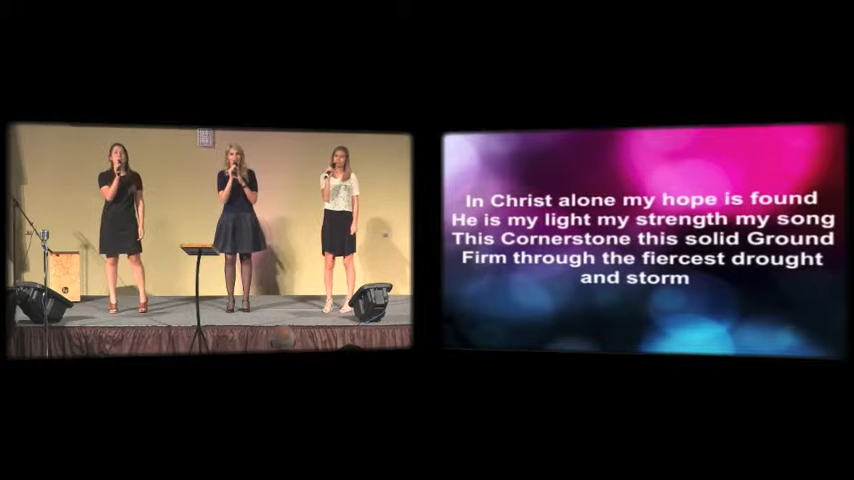 In Christ alone my hope is found
He is my light my strength my song
This Cornerstone this solid Ground
Firm through the fiercest drought
and storm